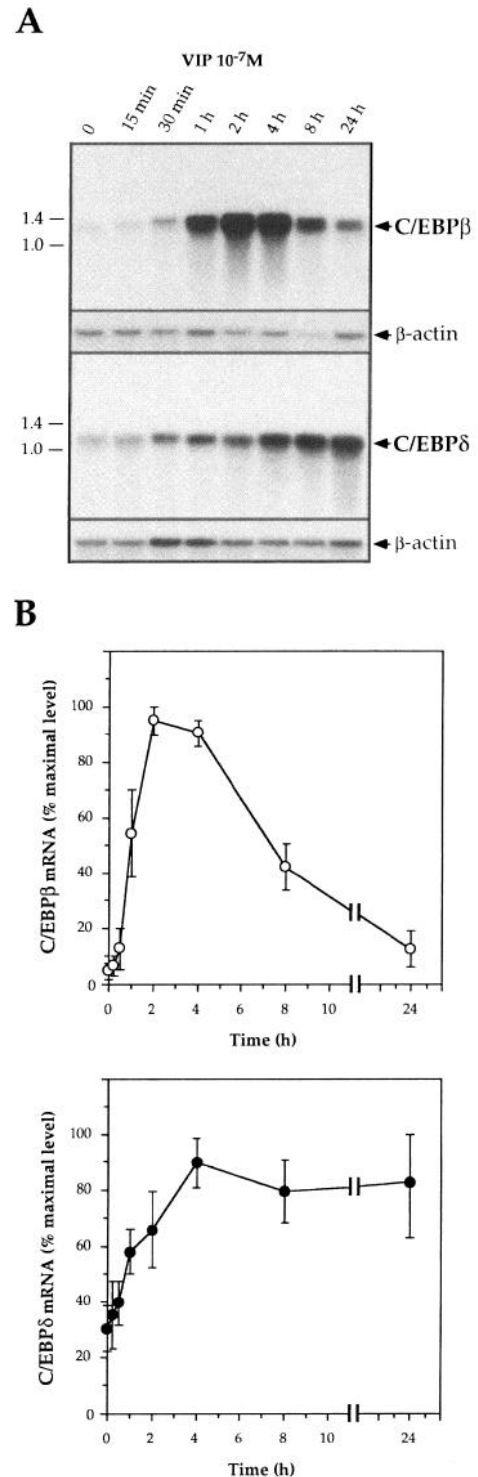 A
VIP 10⁻⁷M
0 15 min 30 min 1 h 2 h 4 h 8 h 24 h
1.4
1.0
C/EBPβ
β-actin
1.4
1.0
C/EBPδ
β-actin
B
C/EBPβ mRNA (% maximal level)
100
80
60
40
20
0
0 2 4 6 8 10 24
Time (h)
C/EBPδ mRNA (% maximal level)
100
80
60
40
20
0
0 2 4 6 8 10 24
Time (h)